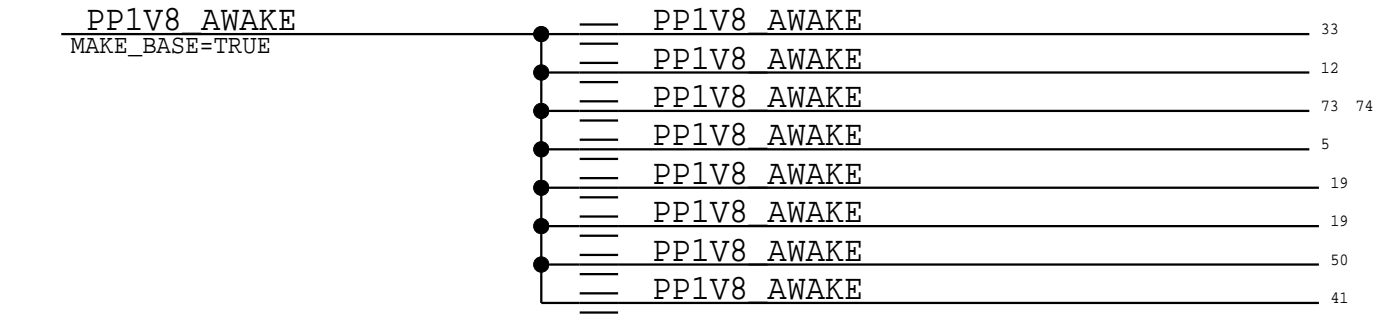 PP1V8_AWAKE
MAKE_BASE=TRUE
PP1V8_AWAKE 33
PP1V8_AWAKE 12
PP1V8_AWAKE 73 74
PP1V8_AWAKE 5
PP1V8_AWAKE 19
PP1V8_AWAKE 19
PP1V8_AWAKE 50
PP1V8_AWAKE 41